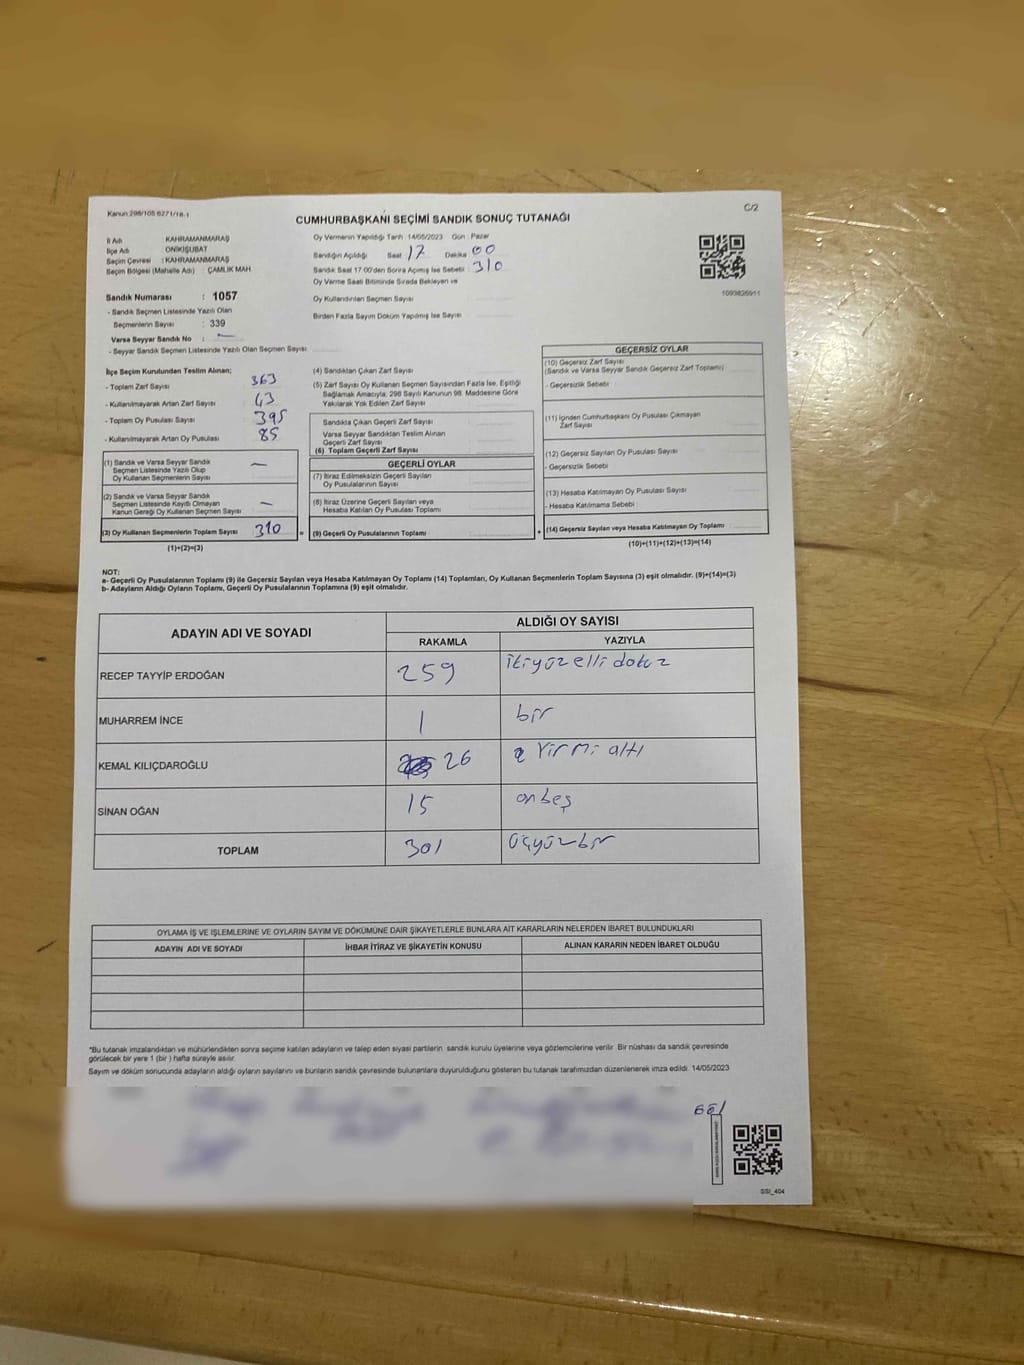 Kanun:298/105 6271/18.1
C/2
CUMHURBAŞKANI SEÇİMİ SANDIK SONUÇ TUTANAĞI
İl Adı : KAHRAMANMARAŞ
İlçe Adı : ONİKİŞUBAT
Seçim Çevresi : KAHRAMANMARAŞ
Seçim Bölgesi (Mahalle Adı) : ÇAMLIK MAH.
Oy Vermenin Yapıldığı Tarih :14/05/2023 Gün : Pazar
Sandığın Açıldığı Saat 17 Dakika 00
Sandık Saat 17:00'den Sonra Açılmış İse Sebebi : 310
Oy Verme Saati Bitiminde Sırada Bekleyen ve
Oy Kullandırılan Seçmen Sayısı
Birden Fazla Sayım Döküm Yapılmış İse Sayısı
1093826911
Sandık Numarası : 1057
- Sandık Seçmen Listesinde Yazılı Olan
Seçmenlerin Sayısı : 339
Varsa Seyyar Sandık No : —
- Seyyar Sandık Seçmen Listesinde Yazılı Olan Seçmen Sayısı
İlçe Seçim Kurulundan Teslim Alınan;
- Toplam Zarf Sayısı 363
- Kullanılmayarak Artan Zarf Sayısı 43
- Toplam Oy Pusulası Sayısı 395
- Kullanılmayarak Artan Oy Pusulası 85
(1) Sandık ve Varsa Seyyar Sandık
Seçmen Listesinde Yazılı Olup
Oy Kullanan Seçmenlerin Sayısı —
(2) Sandık ve Varsa Seyyar Sandık
Seçmen Listesinde Kayıtlı Olmayan
Kanun Gereği Oy Kullanan Seçmen Sayısı —
(3) Oy Kullanan Seçmenlerin Toplam Sayısı 310 =
(1)+(2)=(3)
(4) Sandıktan Çıkan Zarf Sayısı
(5) Zarf Sayısı Oy Kullanan Seçmen Sayısından Fazla İse, Eşitliği
Sağlamak Amacıyla, 298 Sayılı Kanunun 98. Maddesine Göre
Yakılarak Yok Edilen Zarf Sayısı
Sandıkta Çıkan Geçerli Zarf Sayısı
Varsa Seyyar Sandıktan Teslim Alınan
Geçerli Zarf Sayısı
(6) Toplam Geçerli Zarf Sayısı
GEÇERLİ OYLAR
(7) İtiraz Edilmeksizin Geçerli Sayılan
Oy Pusulalarının Sayısı
(8) İtiraz Üzerine Geçerli Sayılan veya
Hesaba Katılan Oy Pusulası Toplamı
(9) Geçerli Oy Pusulalarının Toplamı +
GEÇERSİZ OYLAR
(10) Geçersiz Zarf Sayısı
(Sandık ve Varsa Seyyar Sandık Geçersiz Zarf Toplamı)
- Geçersizlik Sebebi
(11) İçinden Cumhurbaşkanı Oy Pusulası Çıkmayan
Zarf Sayısı
(12) Geçersiz Sayılan Oy Pusulası Sayısı
- Geçersizlik Sebebi
(13) Hesaba Katılmayan Oy Pusulası Sayısı
- Hesaba Katılmama Sebebi
(14) Geçersiz Sayılan veya Hesaba Katılmayan Oy Toplamı
(10)+(11)+(12)+(13)=(14)
NOT:
a- Geçerli Oy Pusulalarının Toplamı (9) ile Geçersiz Sayılan veya Hesaba Katılmayan Oy Toplamı (14) Toplamları, Oy Kullanan Seçmenlerin Toplam Sayısına (3) eşit olmalıdır. (9)+(14)=(3)
b- Adayların Aldığı Oyların Toplamı, Geçerli Oy Pusulalarının Toplamına (9) eşit olmalıdır.
ADAYIN ADI VE SOYADI
ALDIĞI OY SAYISI
RAKAMLA YAZIYLA
RECEP TAYYİP ERDOĞAN 259 ikiyüzelli dokuz
MUHARREM İNCE 1 bir
KEMAL KILIÇDAROĞLU 26 Yirmi altı
SİNAN OĞAN 15 onbeş
TOPLAM 301 üçyüzbir
OYLAMA İŞ VE İŞLEMLERİNE VE OYLARIN SAYIM VE DÖKÜMÜNE DAİR ŞİKAYETLERLE BUNLARA AİT KARARLARIN NELERDEN İBARET BULUNDUKLARI
ADAYIN ADI VE SOYADI İHBAR İTİRAZ VE ŞİKAYETİN KONUSU ALINAN KARARIN NEDEN İBARET OLDUĞU
*Bu tutanak imzalandıktan ve mühürlendikten sonra seçime katılan adayların ve talep eden siyasi partilerin sandık kurulu üyelerine veya gözlemcilerine verilir. Bir nüshası da sandık çevresinde
görülecek bir yere 1 (bir ) hafta süreyle asılır.
Sayım ve döküm sonucunda adayların aldığı oyların sayılarını ve bunların sandık çevresinde bulunanlara duyurulduğunu gösteren bu tutanak tarafımızdan düzenlenerek imza edildi. 14/05/2023
SSI_404